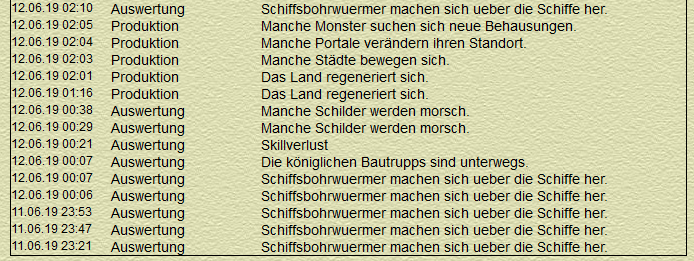 12.06.19 02:10 Auswertung Schiffsbohrwuermer machen sich ueber die Schiffe her.
12.06.19 02:05 Produktion Manche Monster suchen sich neue Behausungen.
12.06.19 02:04 Produktion Manche Portale verändern ihren Standort.
12.06.19 02:03 Produktion Manche Städte bewegen sich.
12.06.19 02:01 Produktion Das Land regeneriert sich.
12.06.19 01:16 Produktion Das Land regeneriert sich.
12.06.19 00:38 Auswertung Manche Schilder werden morsch.
12.06.19 00:29 Auswertung Manche Schilder werden morsch.
12.06.19 00:21 Auswertung Skillverlust
12.06.19 00:07 Auswertung Die königlichen Bautrupps sind unterwegs.
12.06.19 00:07 Auswertung Schiffsbohrwuermer machen sich ueber die Schiffe her.
12.06.19 00:06 Auswertung Schiffsbohrwuermer machen sich ueber die Schiffe her.
11.06.19 23:53 Auswertung Schiffsbohrwuermer machen sich ueber die Schiffe her.
11.06.19 23:47 Auswertung Schiffsbohrwuermer machen sich ueber die Schiffe her.
11.06.19 23:21 Auswertung Schiffsbohrwuermer machen sich ueber die Schiffe her.